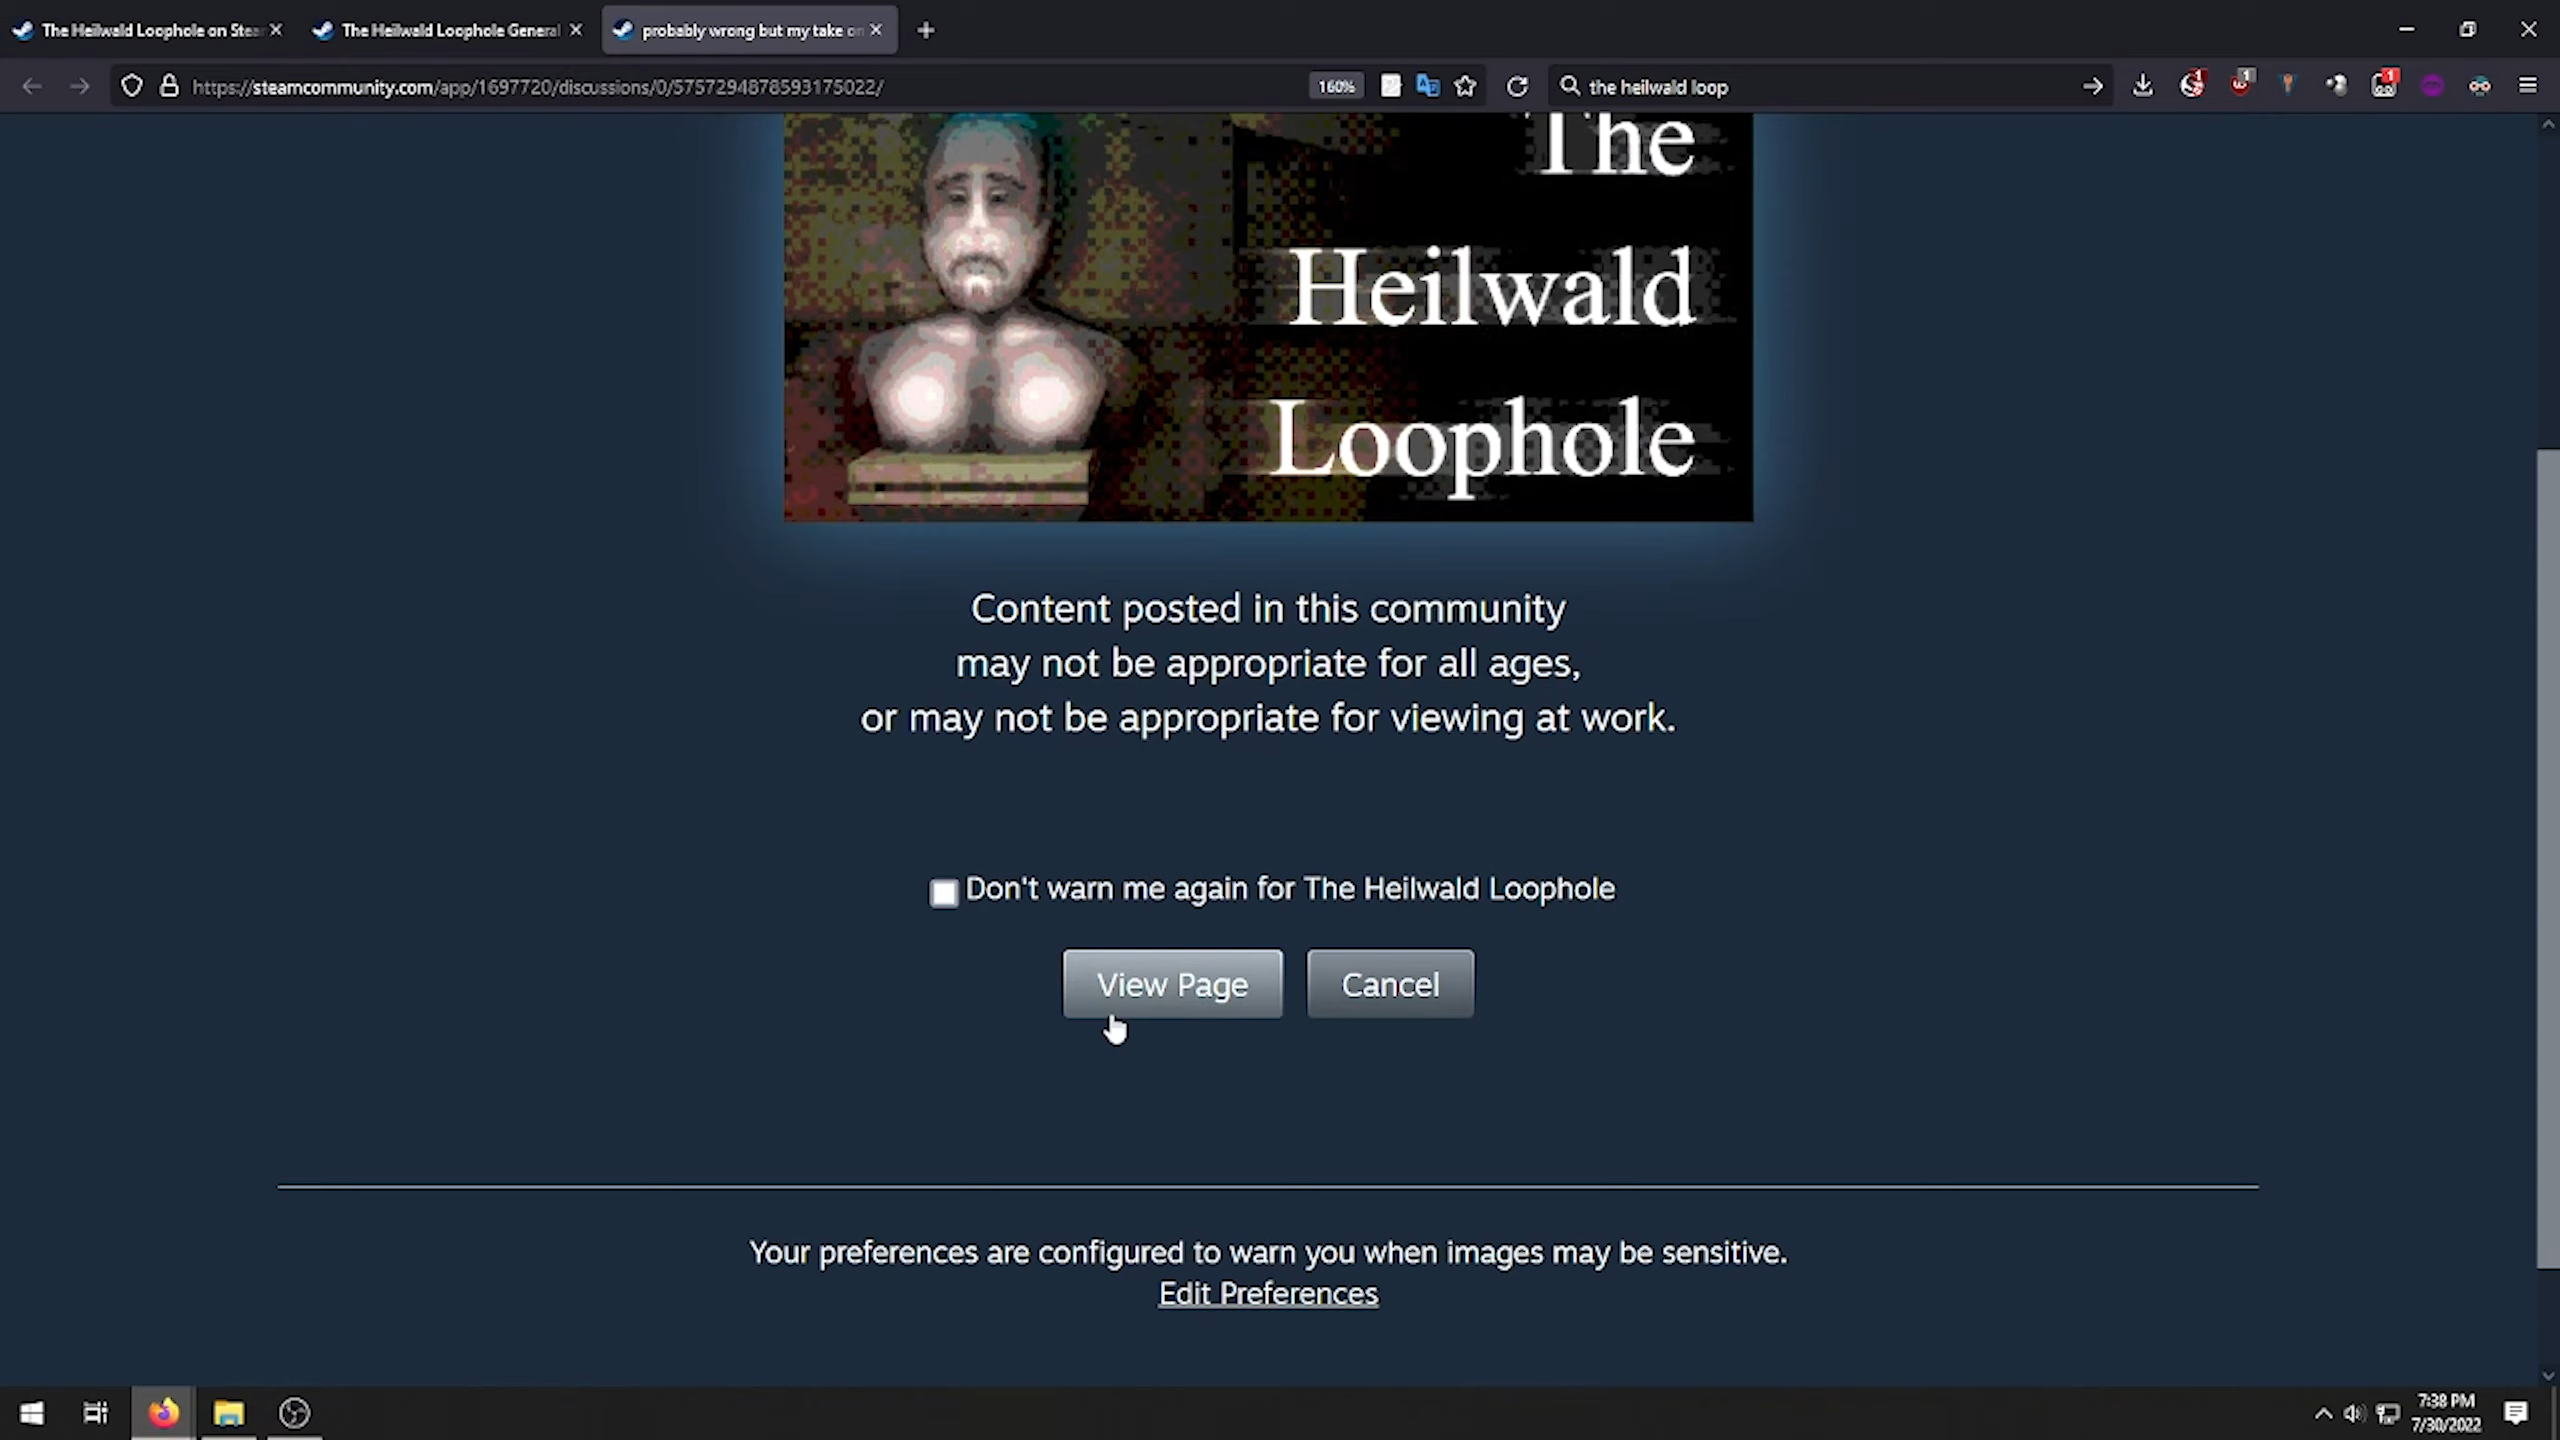 The Heilwald Loophole on Stea
The Heilwald Loophole General
probably wrong but my take on
https://steamcommunity.com/app/1697720/discussions/0/5757294878593175022/
160%
the heilwald loop
1
1
1
The
Heilwald
Loophole
Content posted in this community
may not be appropriate for all ages,
or may not be appropriate for viewing at work.
Don't warn me again for The Heilwald Loophole
View Page
Cancel
Your preferences are configured to warn you when images may be sensitive.
Edit Preferences
7:38 PM
7/30/2022